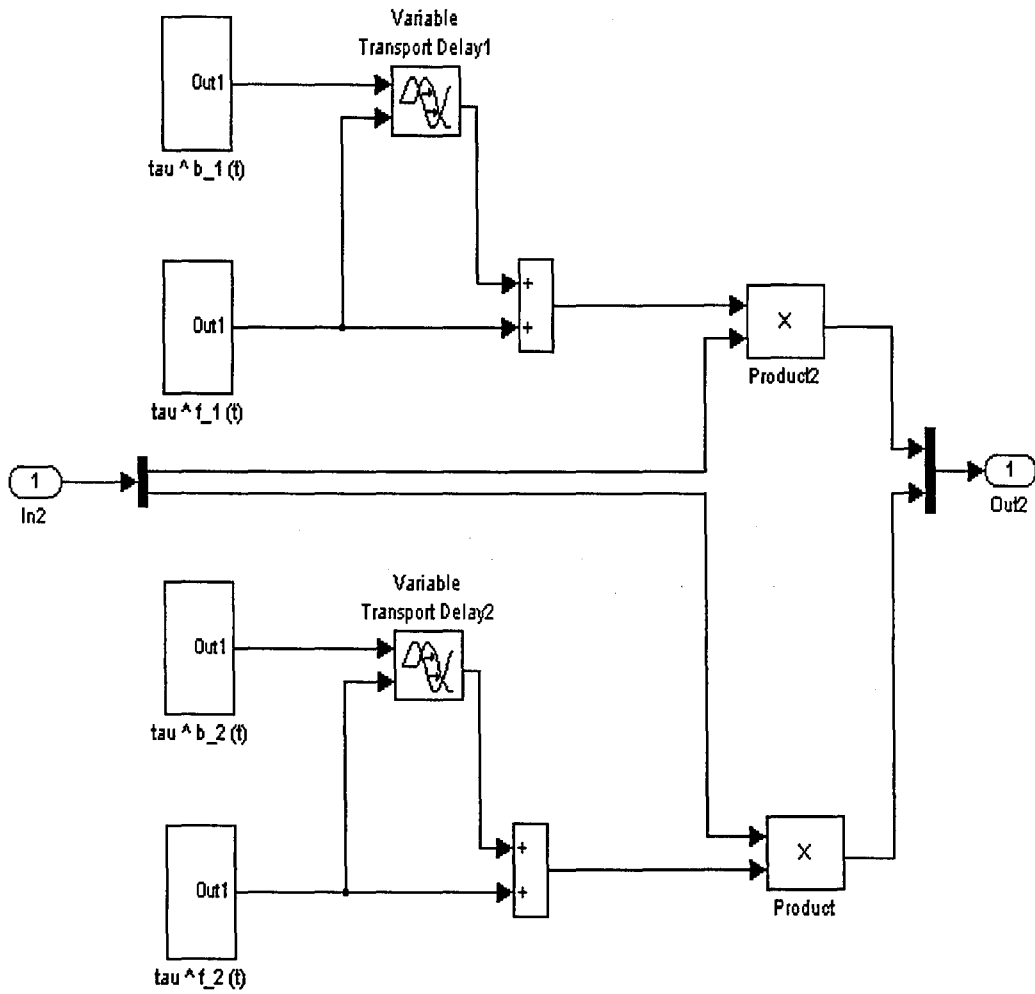 Variable
Transport Delay1
Out1
tau ^ b_1 (t)
+
+
Out1
tau ^ f_1 (t)
X
Product2
1
In2
1
Out2
Variable
Transport Delay2
Out1
tau ^ b_2 (t)
+
+
Out1
tau ^ f_2 (t)
X
Product